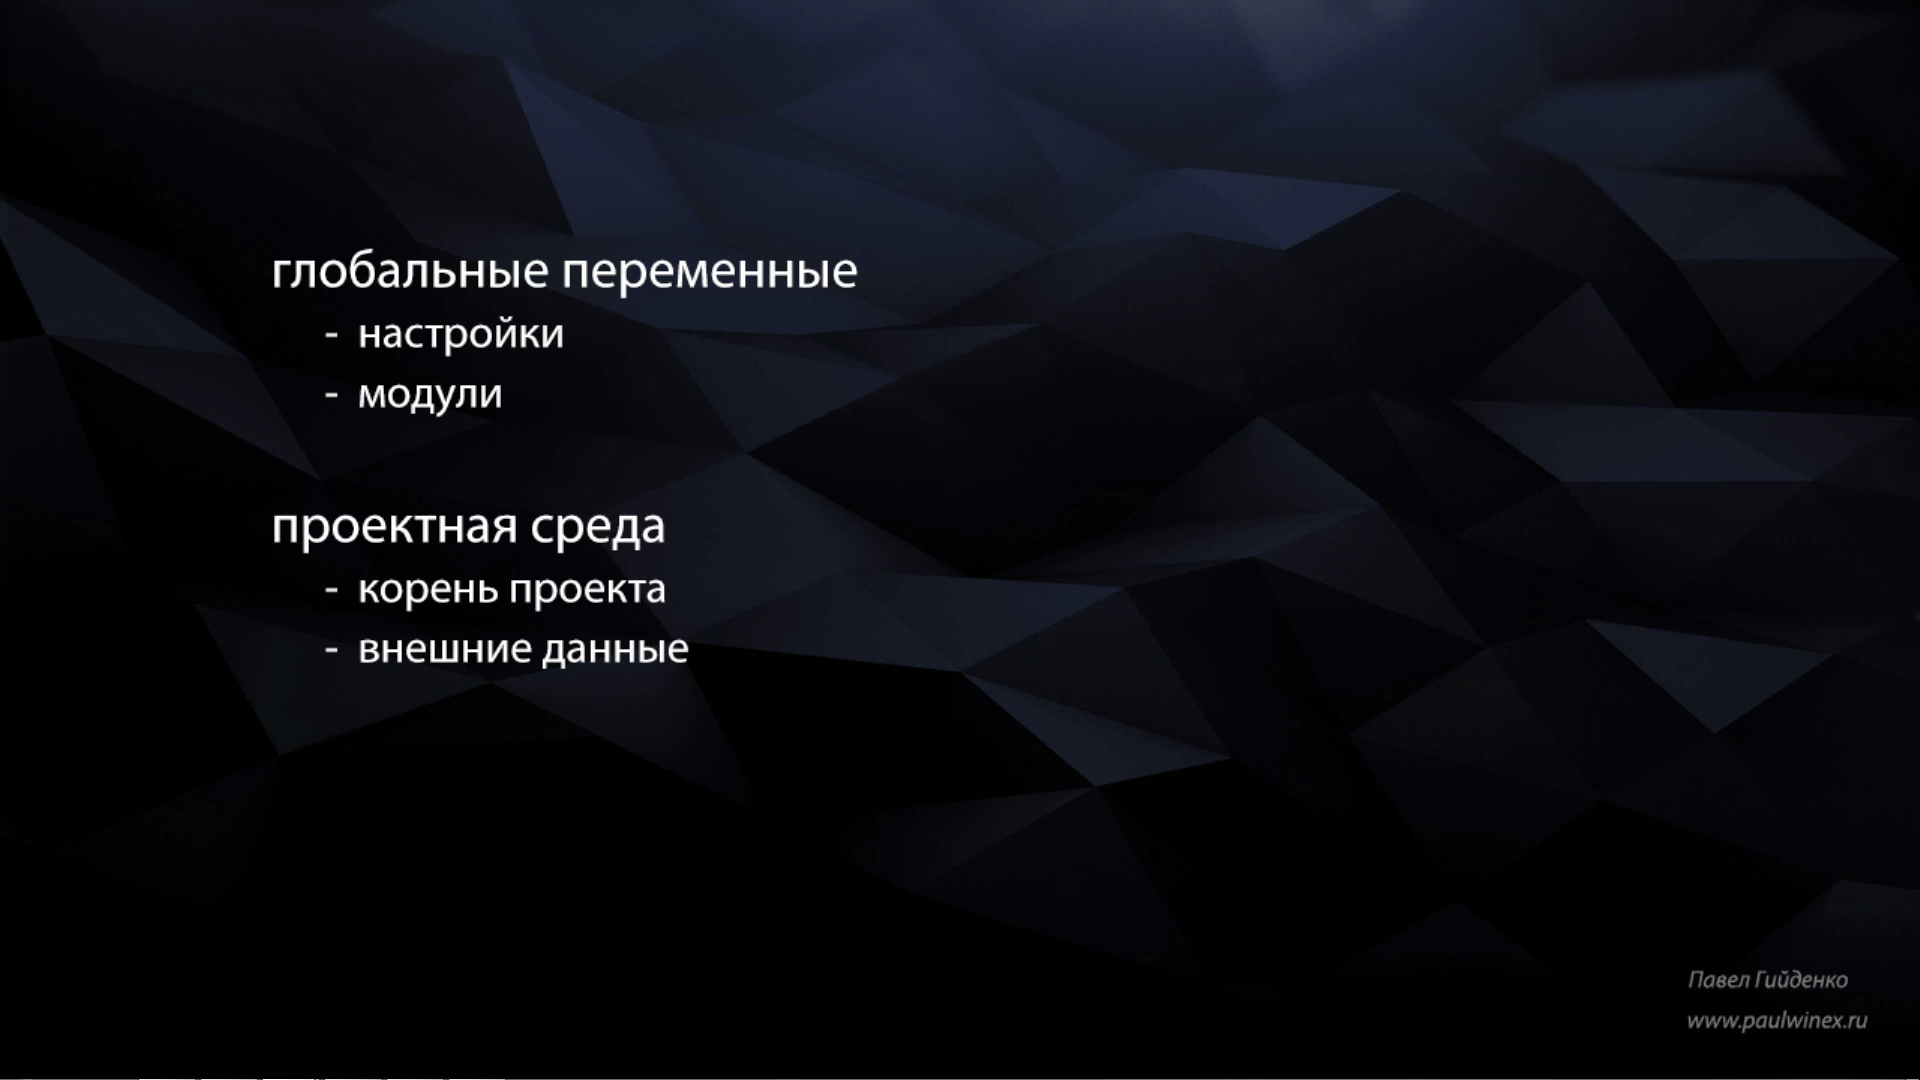 глобальные переменные
- настройки
- модули
проектная среда
- корень проекта
- внешние данные
Павел Гийденко
www.paulwinex.ru